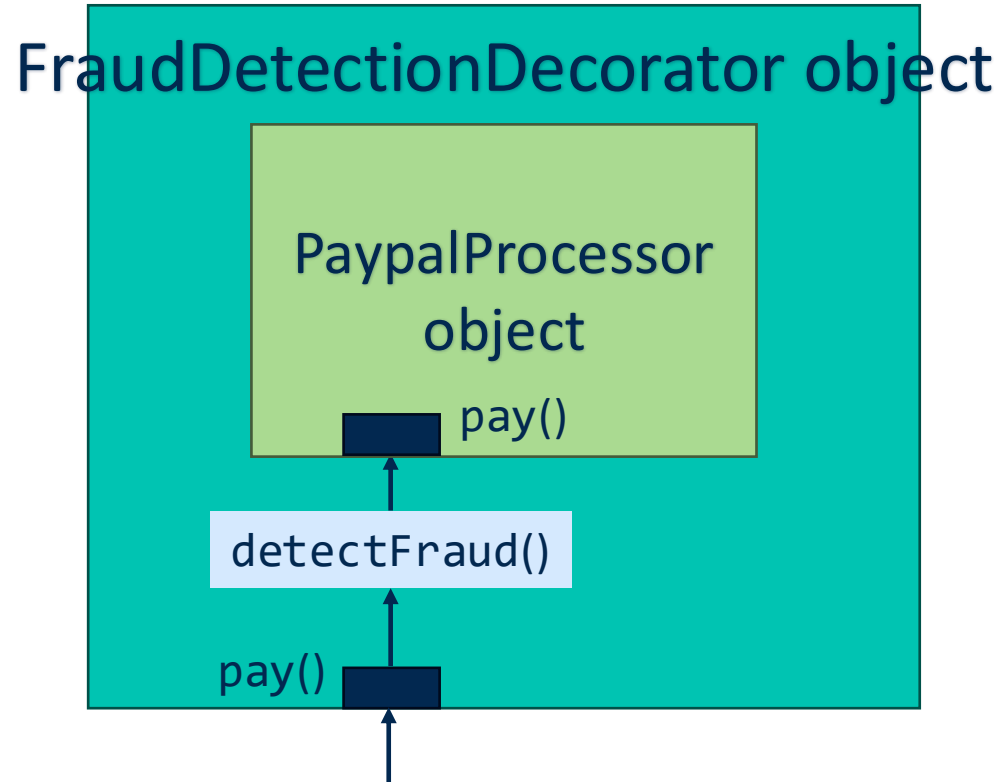 FraudDetectionDecorator object
PaypalProcessor
object
pay()
detectFraud()
pay()